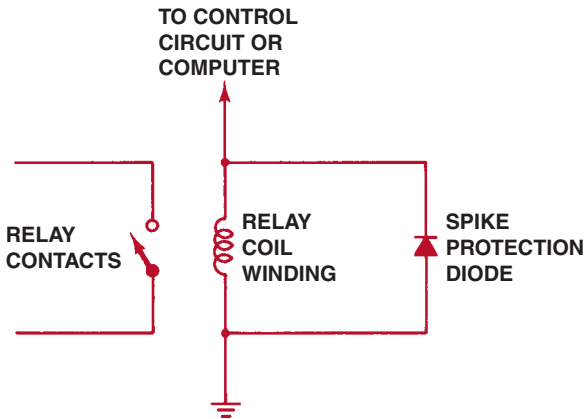 TO CONTROL
CIRCUIT OR
COMPUTER
RELAY
CONTACTS
RELAY
COIL
WINDING
SPIKE
PROTECTION
DIODE